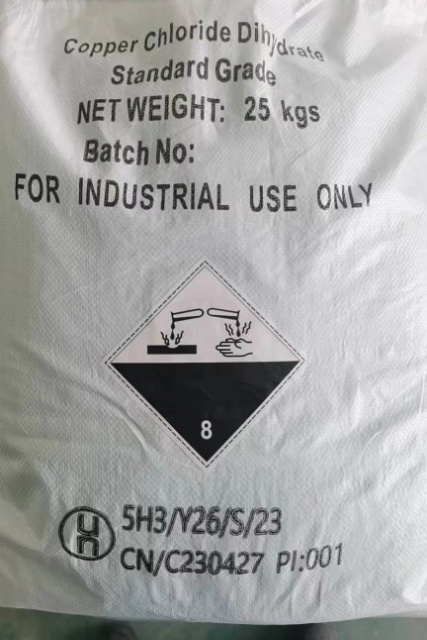 Copper Chloride Dihydrate
Standard Grade
NET WEIGHT: 25 kgs
Batch No:
FOR INDUSTRIAL USE ONLY
8
un
5H3/Y26/S/23
CN/C230427 PI:001